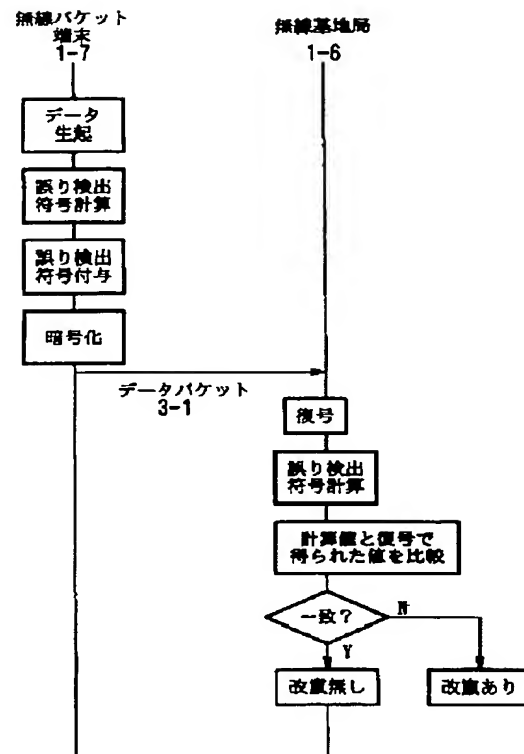 無線パケット
端末
1-7
無線基地局
1-6
データ
生起
誤り検出
符号計算
誤り検出
符号付与
暗号化
データパケット
3-1
復号
誤り検出
符号計算
計算値と復号で
得られた値を比較
一致?
N
Y
改竄無し
改竄あり